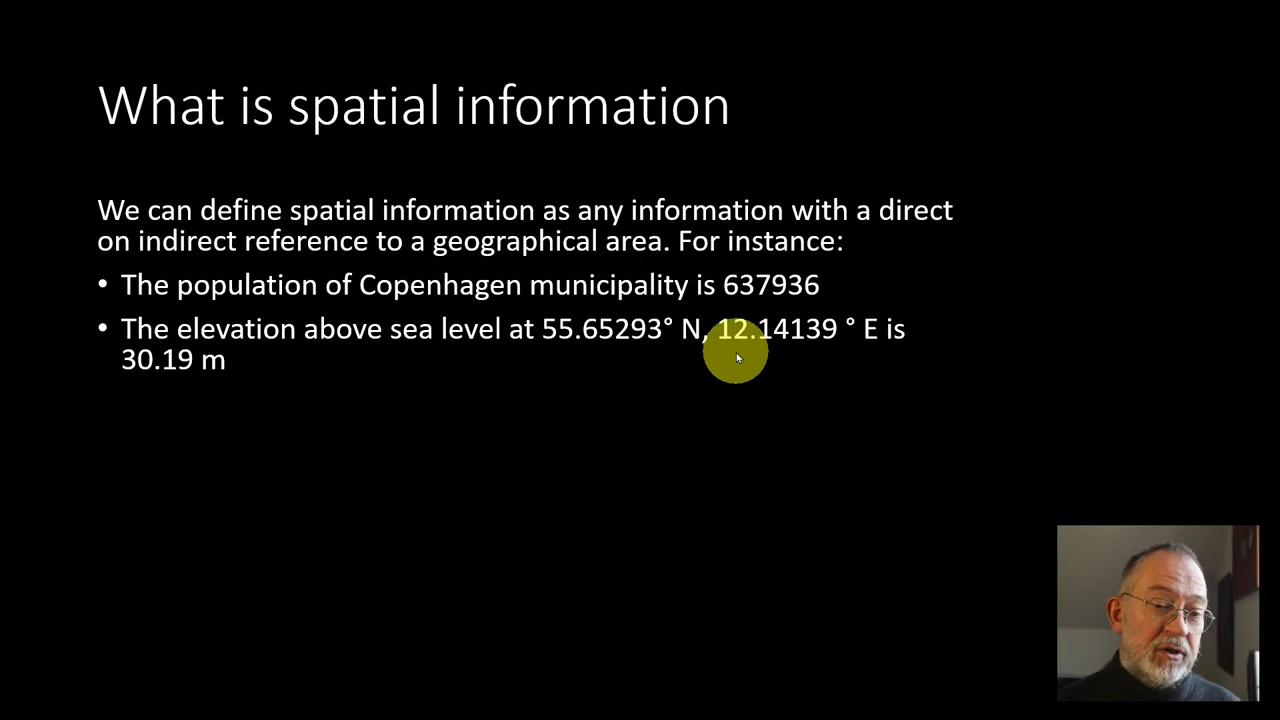 What is spatial information
We can define spatial information as any information with a direct
on indirect reference to a geographical area. For instance:
• The population of Copenhagen municipality is 637936
• The elevation above sea level at 55.65293° N, 12.14139 ° E is
30.19 m